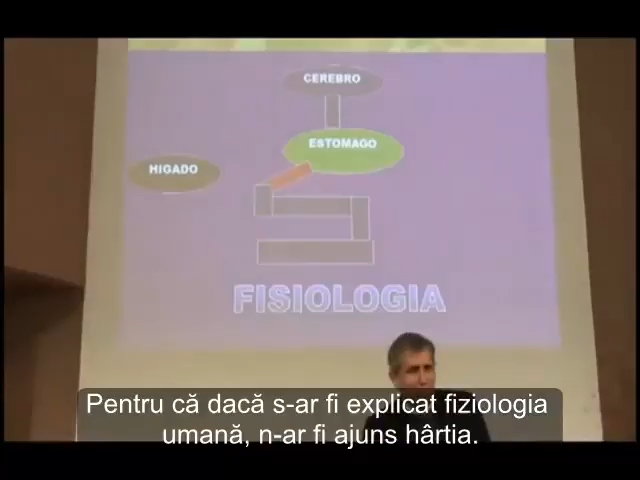 CEREBRO
ESTOMAGO
HIGADO
FISIOLOGIA
Pentru că dacă s-ar fi explicat fiziologia
umană, n-ar fi ajuns hârtia.